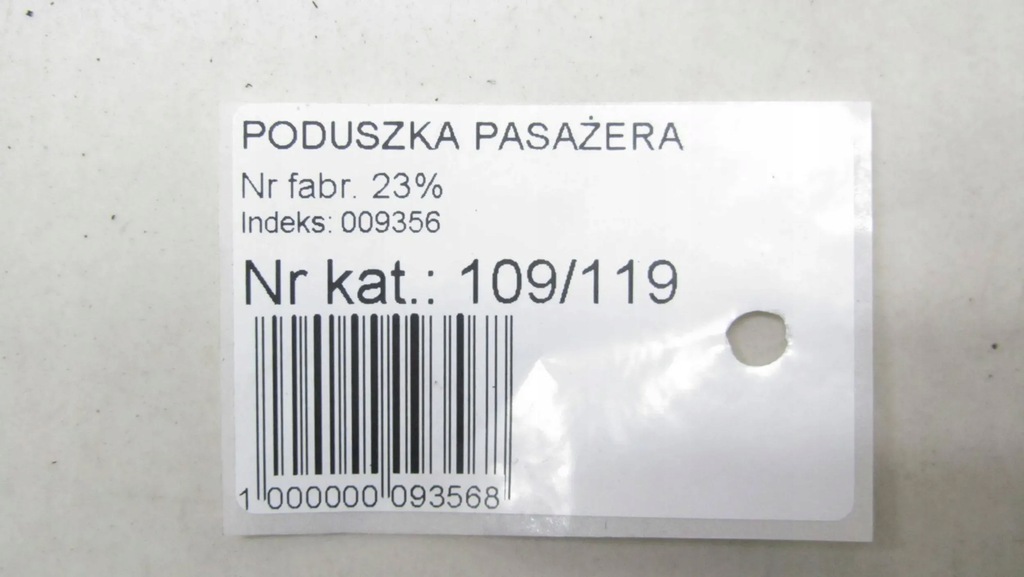 PODUSZKA PASAŻERA
Nr fabr. 23%
Indeks: 009356
Nr kat.: 109/119
1 000000 093568